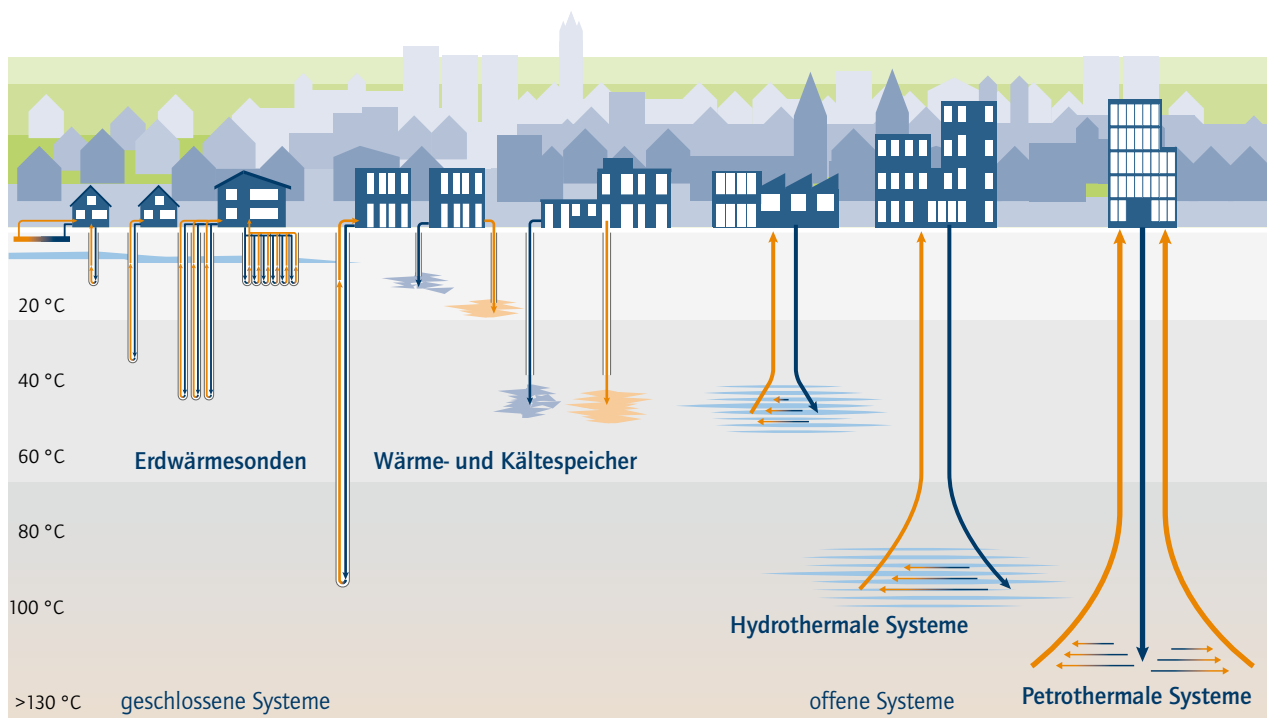 20 °C
40 °C
Erdwärmesonden
Wärme- und Kältespeicher
60 °C
80 °C
100 °C
Hydrothermale Systeme
>130 °C
geschlossene Systeme
offene Systeme
Petrothermale Systeme